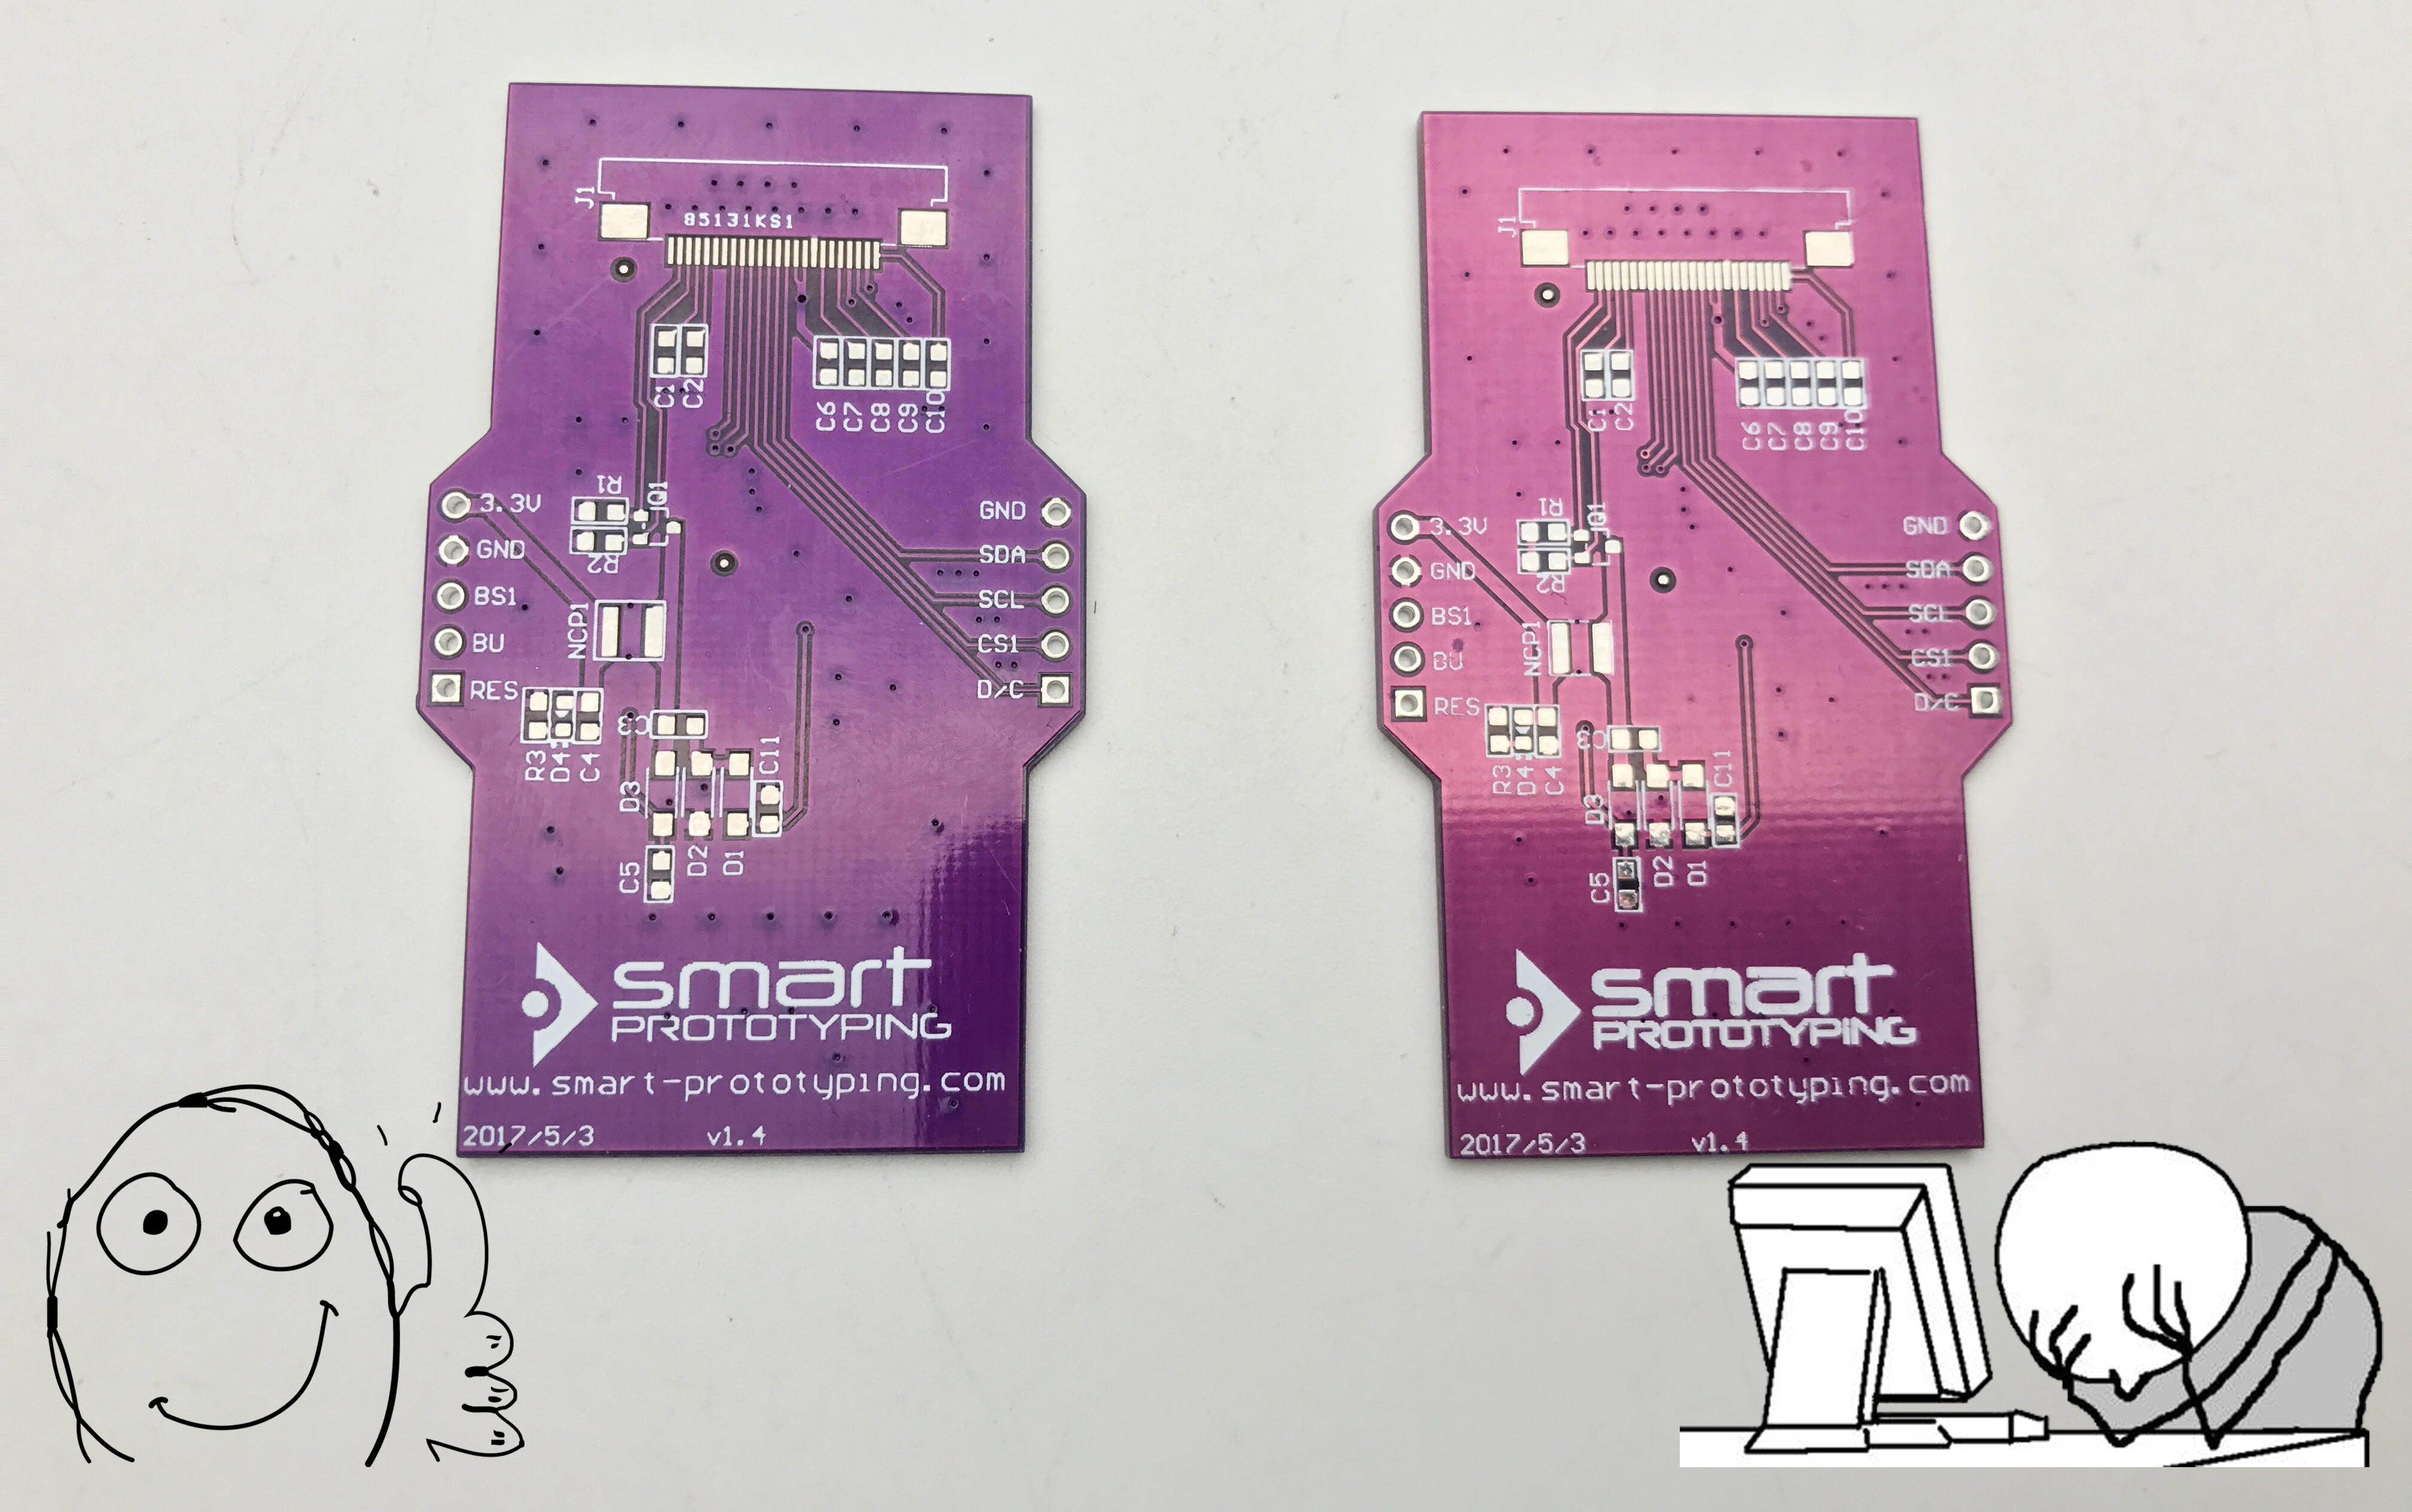 J1
85131KS1
C1 C2
C6 C7 C8 C9 C10
R1
Q1
R2
3.3V
GND
BS1
BU
RES
GND
SDA
SCL
CS1
D/C
NCP1
R3 D4 C4
C3
D3
C11
D2 D1
C5
smart
PROTOTYPING
www.smart-prototyping.com
2017/5/3 v1.4
J1
C1 C2
C6 C7 C8 C9 C10
R1
Q1
R2
3.3V
GND
BS1
BU
RES
GND
SDA
SCL
CS1
D/C
NCP1
R3 D4 C4
C3
D3
C11
D2 D1
C5
smart
PROTOTYPING
www.smart-prototyping.com
2017/5/3 v1.4